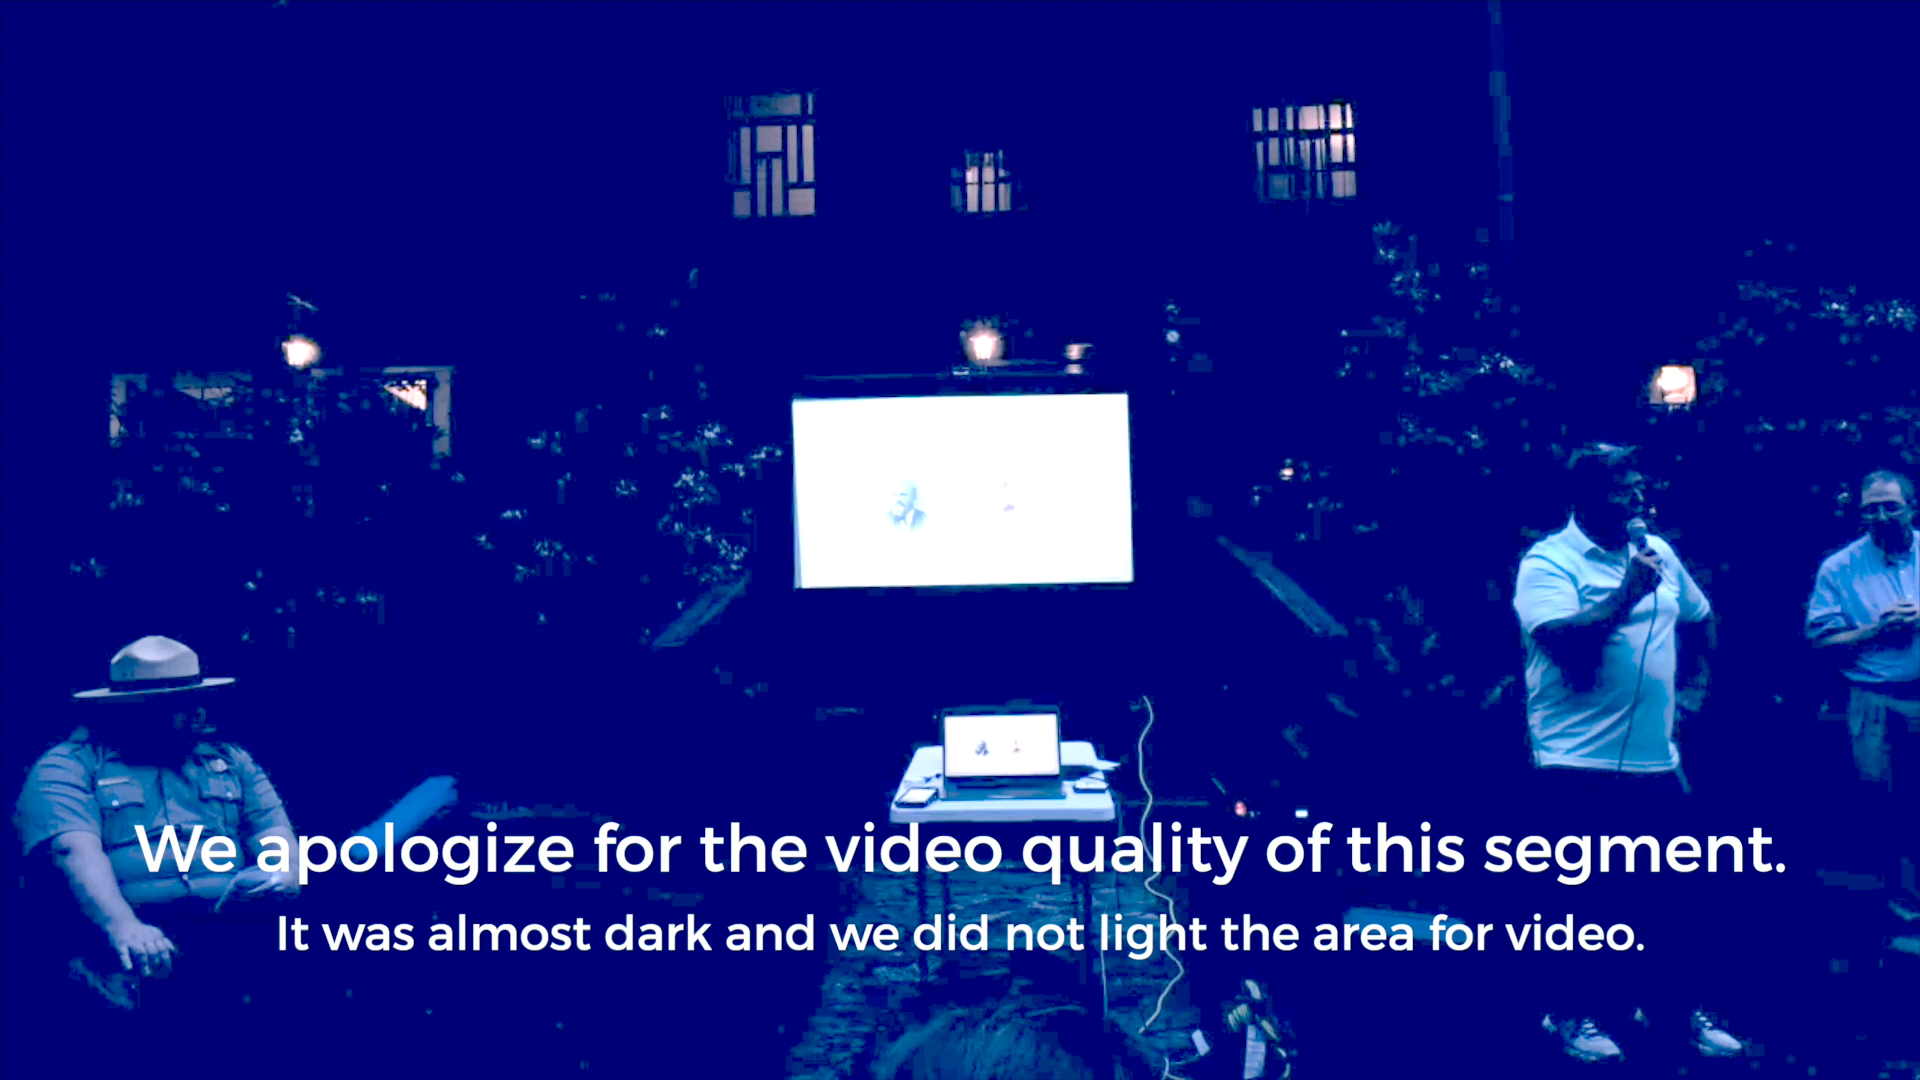 We apologize for the video quality of this segment.
It was almost dark and we did not light the area for video.